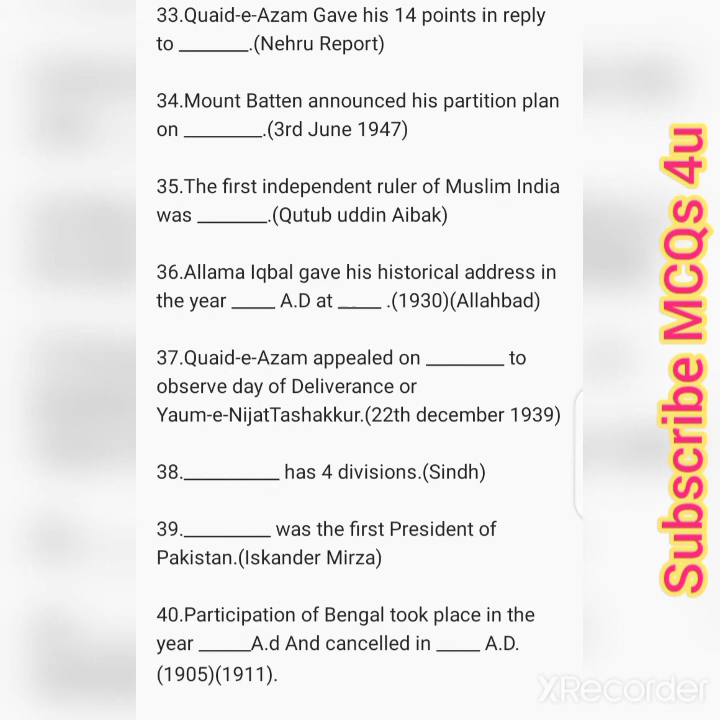 33.Quaid-e-Azam Gave his 14 points in reply
to ________.(Nehru Report)
34.Mount Batten announced his partition plan
on _________.(3rd June 1947)
35.The first independent ruler of Muslim India
was ________.(Qutub uddin Aibak)
36.Allama Iqbal gave his historical address in
the year _____ A.D at _____ .(1930)(Allahbad)
37.Quaid-e-Azam appealed on _________ to
observe day of Deliverance or
Yaum-e-NijatTashakkur.(22th december 1939)
38.___________ has 4 divisions.(Sindh)
39.__________ was the first President of
Pakistan.(Iskander Mirza)
40.Participation of Bengal took place in the
year ______A.d And cancelled in _____ A.D.
(1905)(1911).
Subscribe MCQs 4u
XRecorder